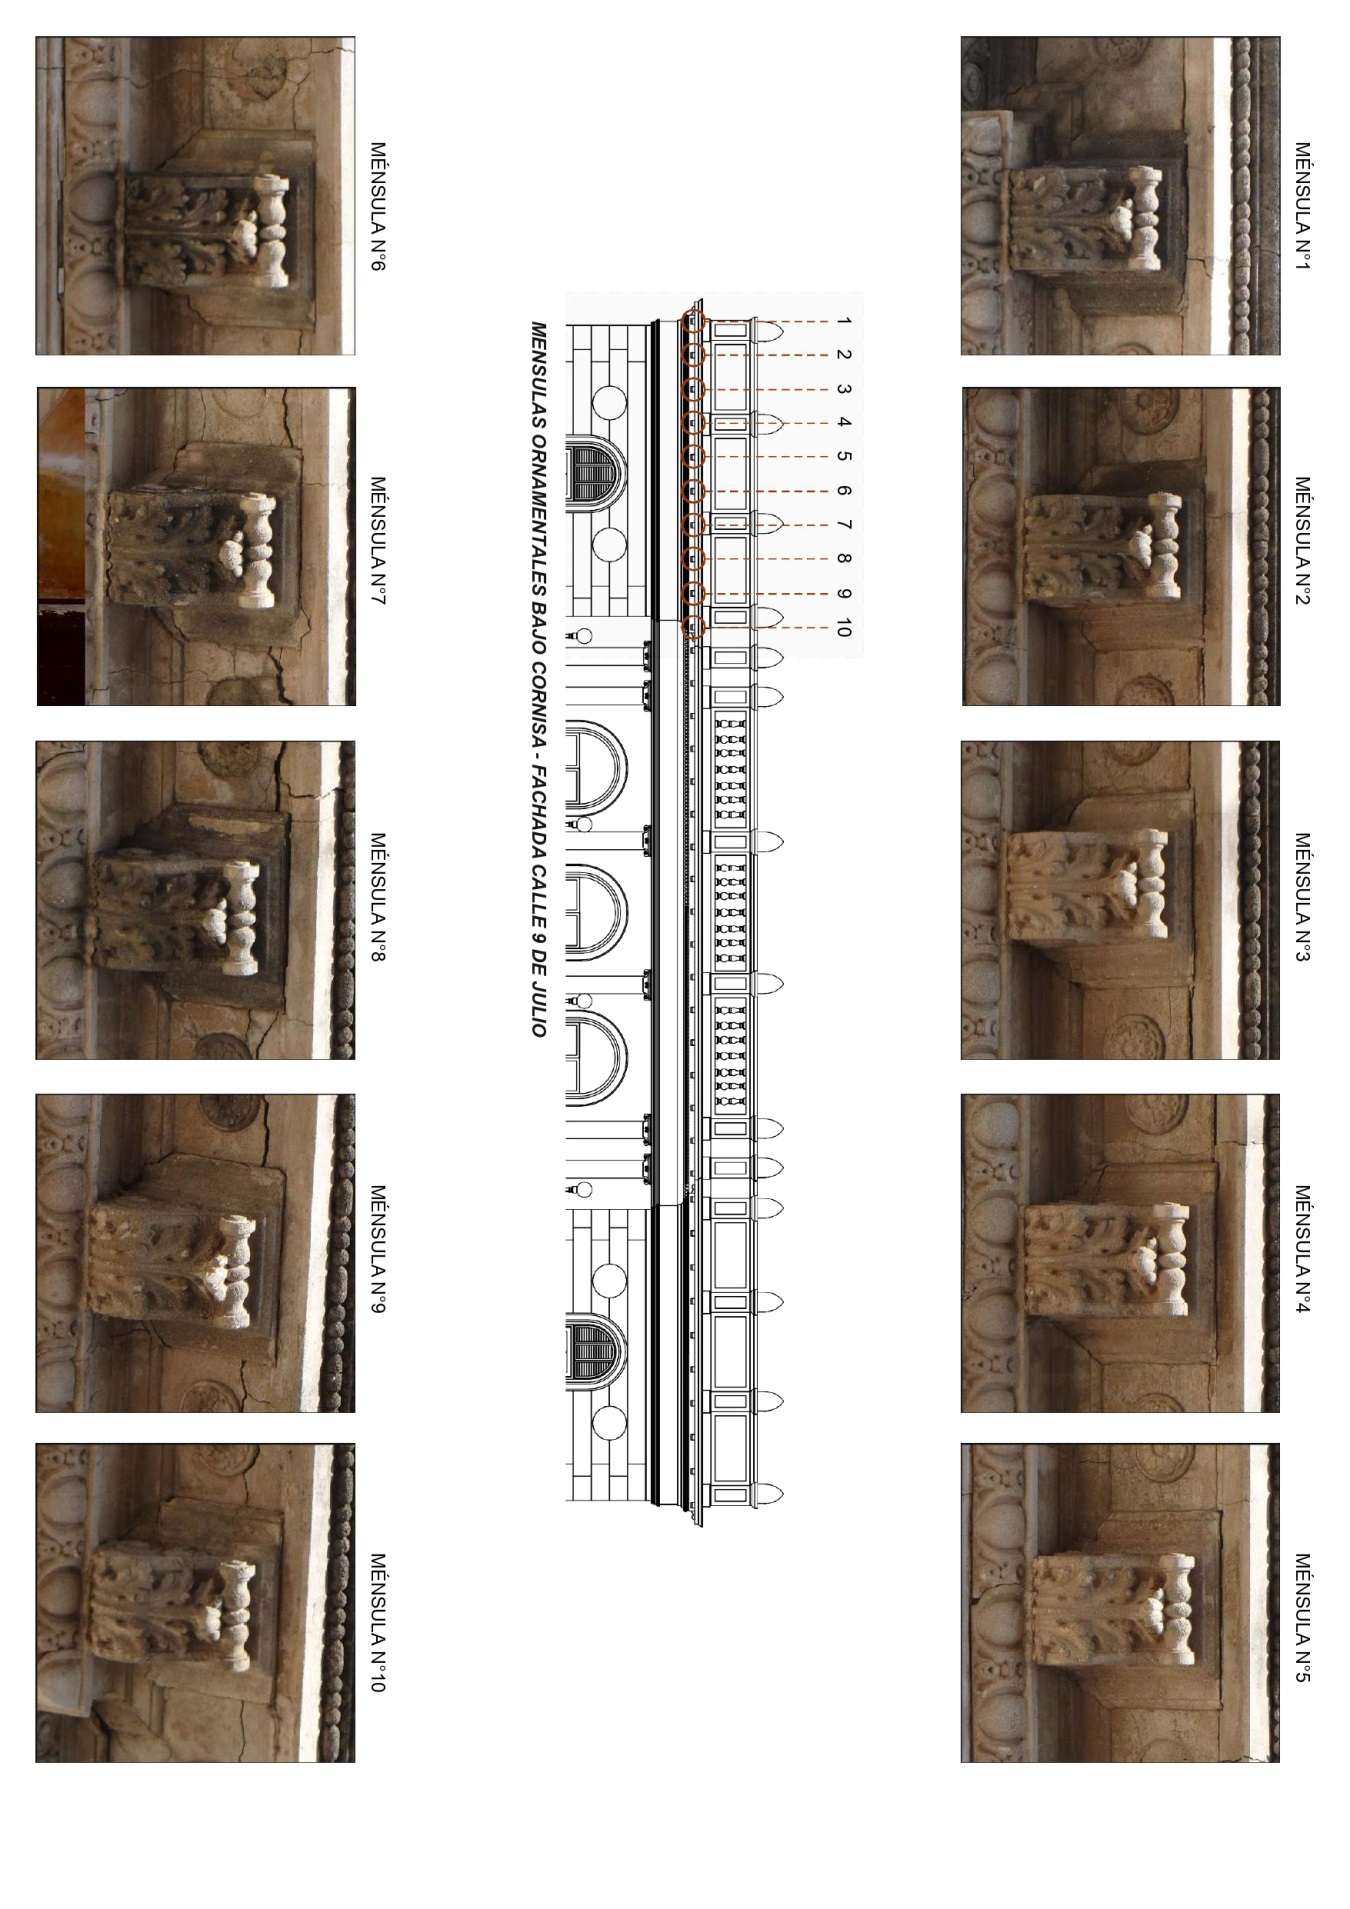 MÉNSULA N°1
MÉNSULA N°2
MÉNSULA N°3
MÉNSULA N°4
MÉNSULA N°5
1
2
3
4
5
6
7
8
9
10
MENSULAS ORNAMENTALES BAJO CORNISA - FACHADA CALLE 9 DE JULIO
MÉNSULA N°6
MÉNSULA N°7
MÉNSULA N°8
MÉNSULA N°9
MÉNSULA N°10